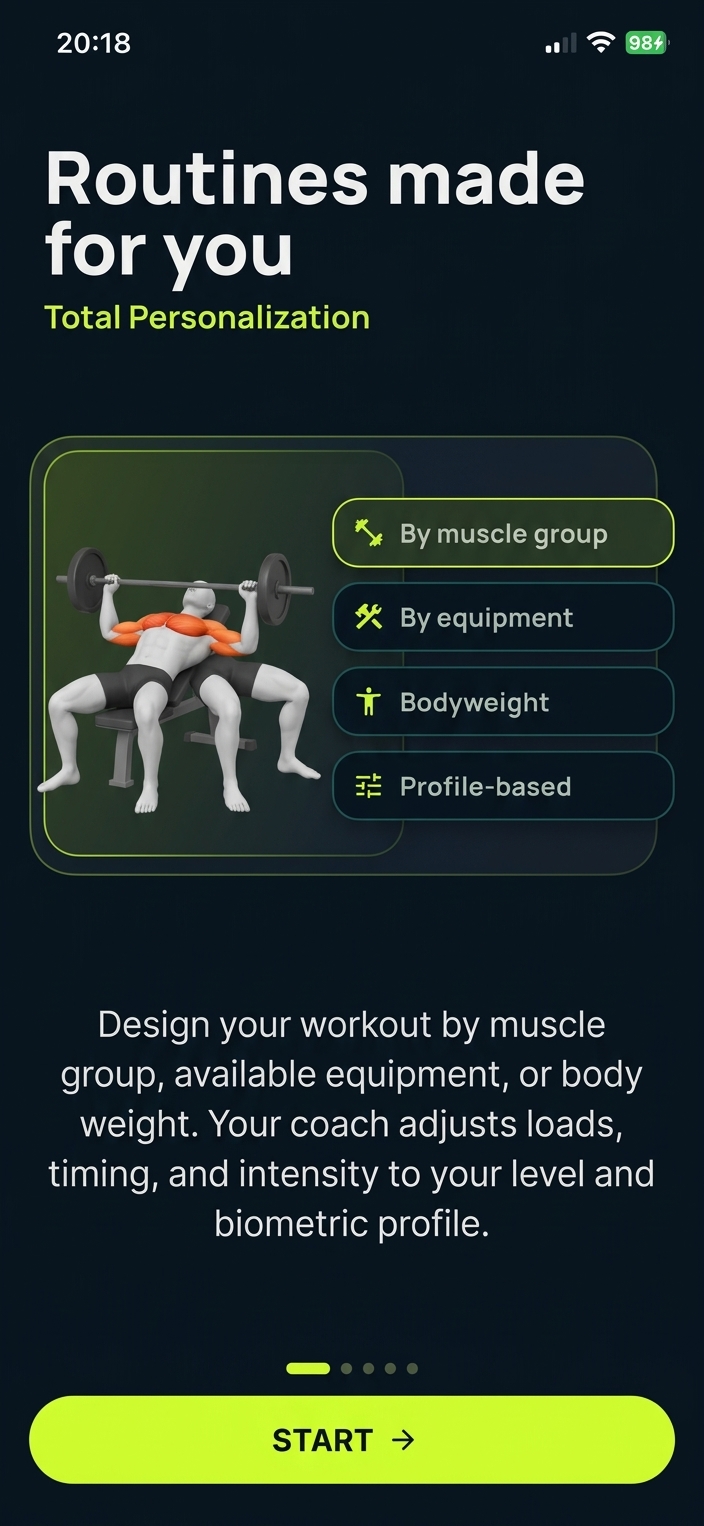 20:18
98
Routines made
for you
Total Personalization
By muscle group
By equipment
Bodyweight
Profile-based
Design your workout by muscle
group, available equipment, or body
weight. Your coach adjusts loads,
timing, and intensity to your level and
biometric profile.
START →